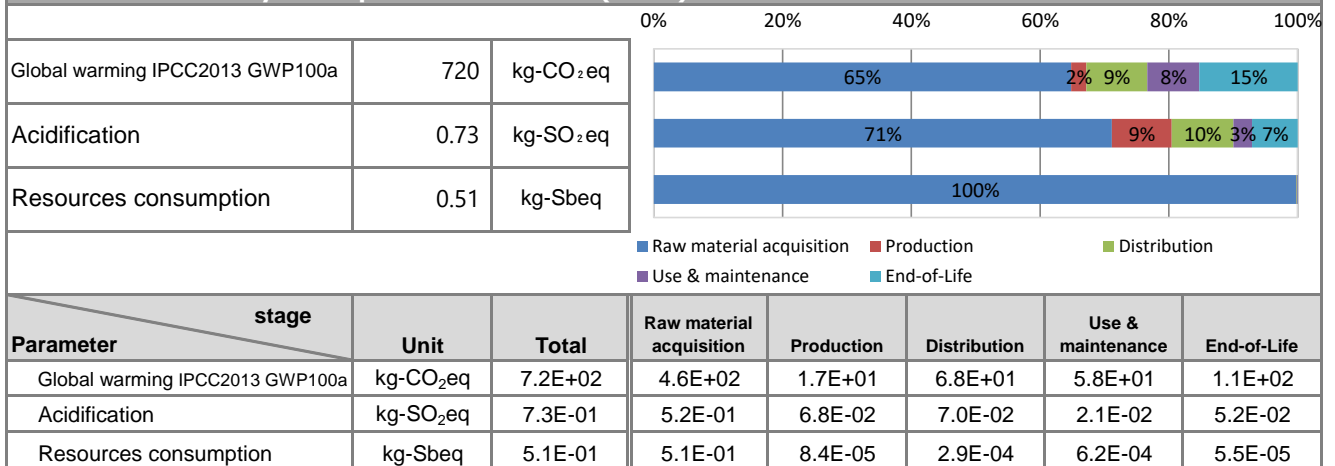 0% 20% 40% 60% 80% 100%
Global warming IPCC2013 GWP100a 720 kg-CO₂eq
65% 2% 9% 8% 15%
Acidification 0.73 kg-SO₂eq
71% 9% 10% 3% 7%
Resources consumption 0.51 kg-Sbeq
100%
Raw material acquisition Production Distribution
Use & maintenance End-of-Life
stage
Parameter Unit Total Raw material acquisition Production Distribution Use & maintenance End-of-Life
Global warming IPCC2013 GWP100a kg-CO₂eq 7.2E+02 4.6E+02 1.7E+01 6.8E+01 5.8E+01 1.1E+02
Acidification kg-SO₂eq 7.3E-01 5.2E-01 6.8E-02 7.0E-02 2.1E-02 5.2E-02
Resources consumption kg-Sbeq 5.1E-01 5.1E-01 8.4E-05 2.9E-04 6.2E-04 5.5E-05